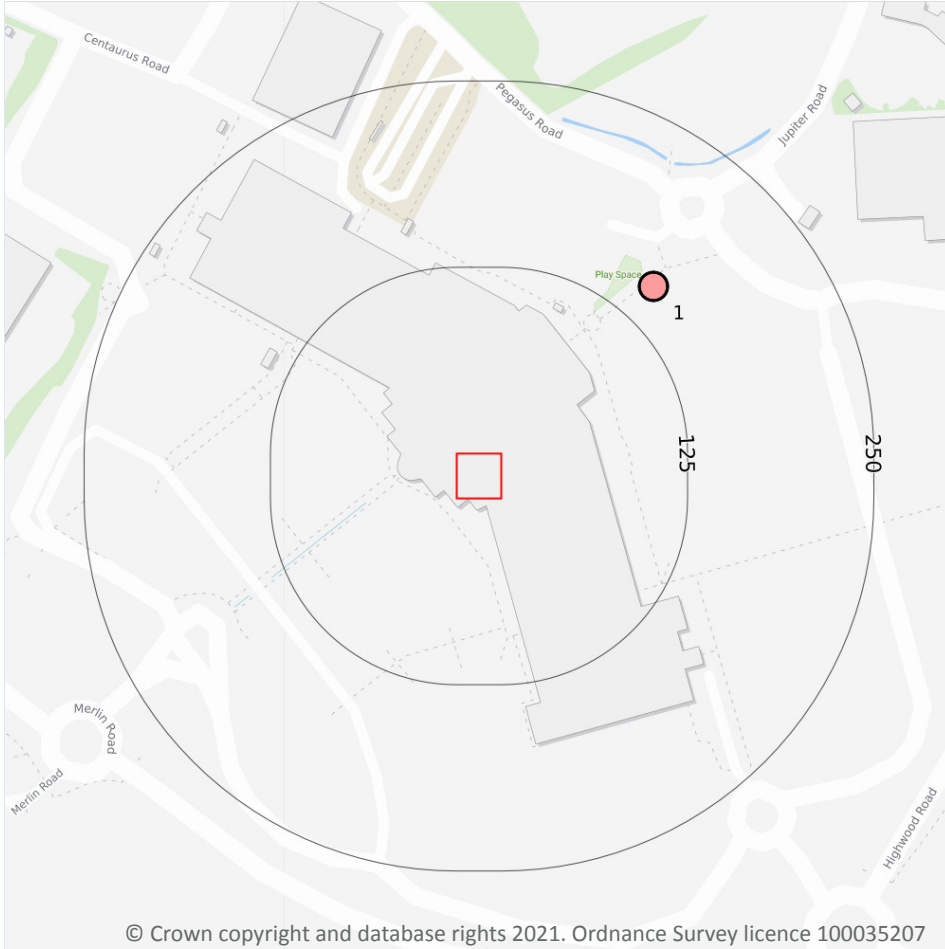 Centaurus Road
Pegasus Road
Jupiter Road
Play Space
1
125
250
Merlin Road
Merlin Road
Highwood Road
© Crown copyright and database rights 2021. Ordnance Survey licence 100035207